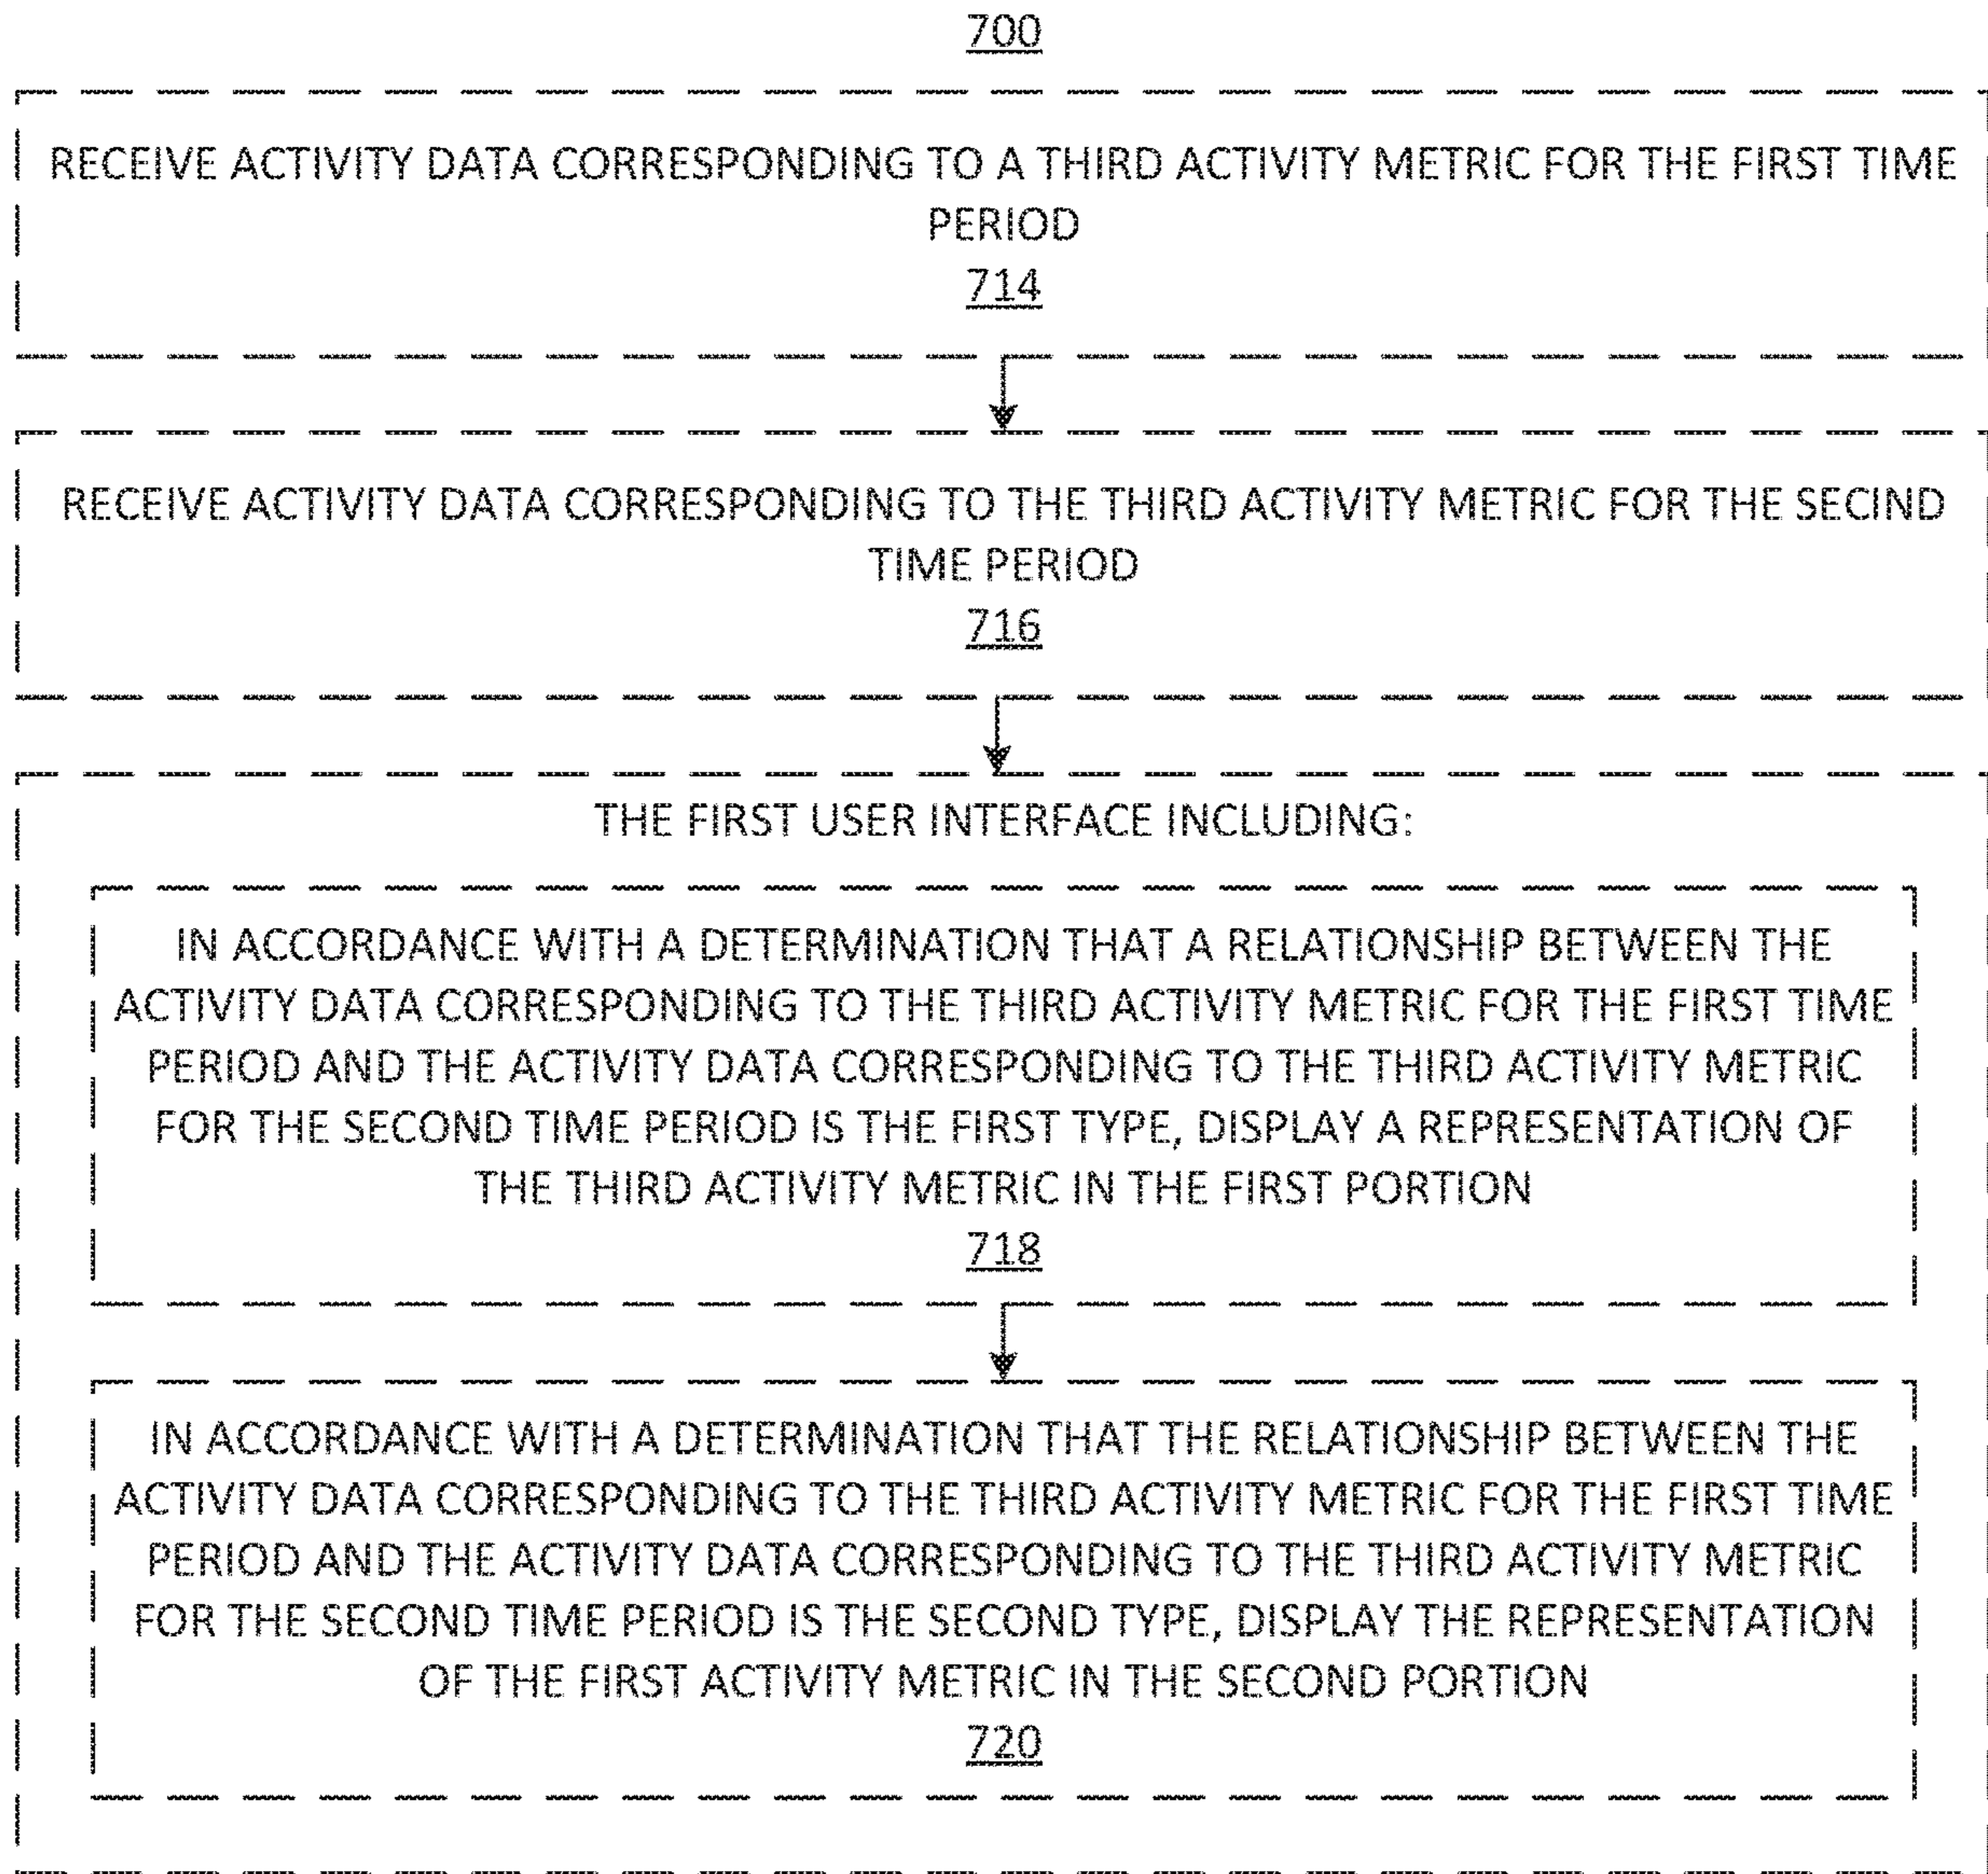 700
RECEIVE ACTIVITY DATA CORRESPONDING TO A THIRD ACTIVITY METRIC FOR THE FIRST TIME
PERIOD
714
RECEIVE ACTIVITY DATA CORRESPONDING TO THE THIRD ACTIVITY METRIC FOR THE SECIND
TIME PERIOD
716
THE FIRST USER INTERFACE INCLUDING:
IN ACCORDANCE WITH A DETERMINATION THAT A RELATIONSHIP BETWEEN THE
ACTIVITY DATA CORRESPONDING TO THE THIRD ACTIVITY METRIC FOR THE FIRST TIME
PERIOD AND THE ACTIVITY DATA CORRESPONDING TO THE THIRD ACTIVITY METRIC
FOR THE SECOND TIME PERIOD IS THE FIRST TYPE, DISPLAY A REPRESENTATION OF
THE THIRD ACTIVITY METRIC IN THE FIRST PORTION
718
IN ACCORDANCE WITH A DETERMINATION THAT THE RELATIONSHIP BETWEEN THE
ACTIVITY DATA CORRESPONDING TO THE THIRD ACTIVITY METRIC FOR THE FIRST TIME
PERIOD AND THE ACTIVITY DATA CORRESPONDING TO THE THIRD ACTIVITY METRIC
FOR THE SECOND TIME PERIOD IS THE SECOND TYPE, DISPLAY THE REPRESENTATION
OF THE FIRST ACTIVITY METRIC IN THE SECOND PORTION
720